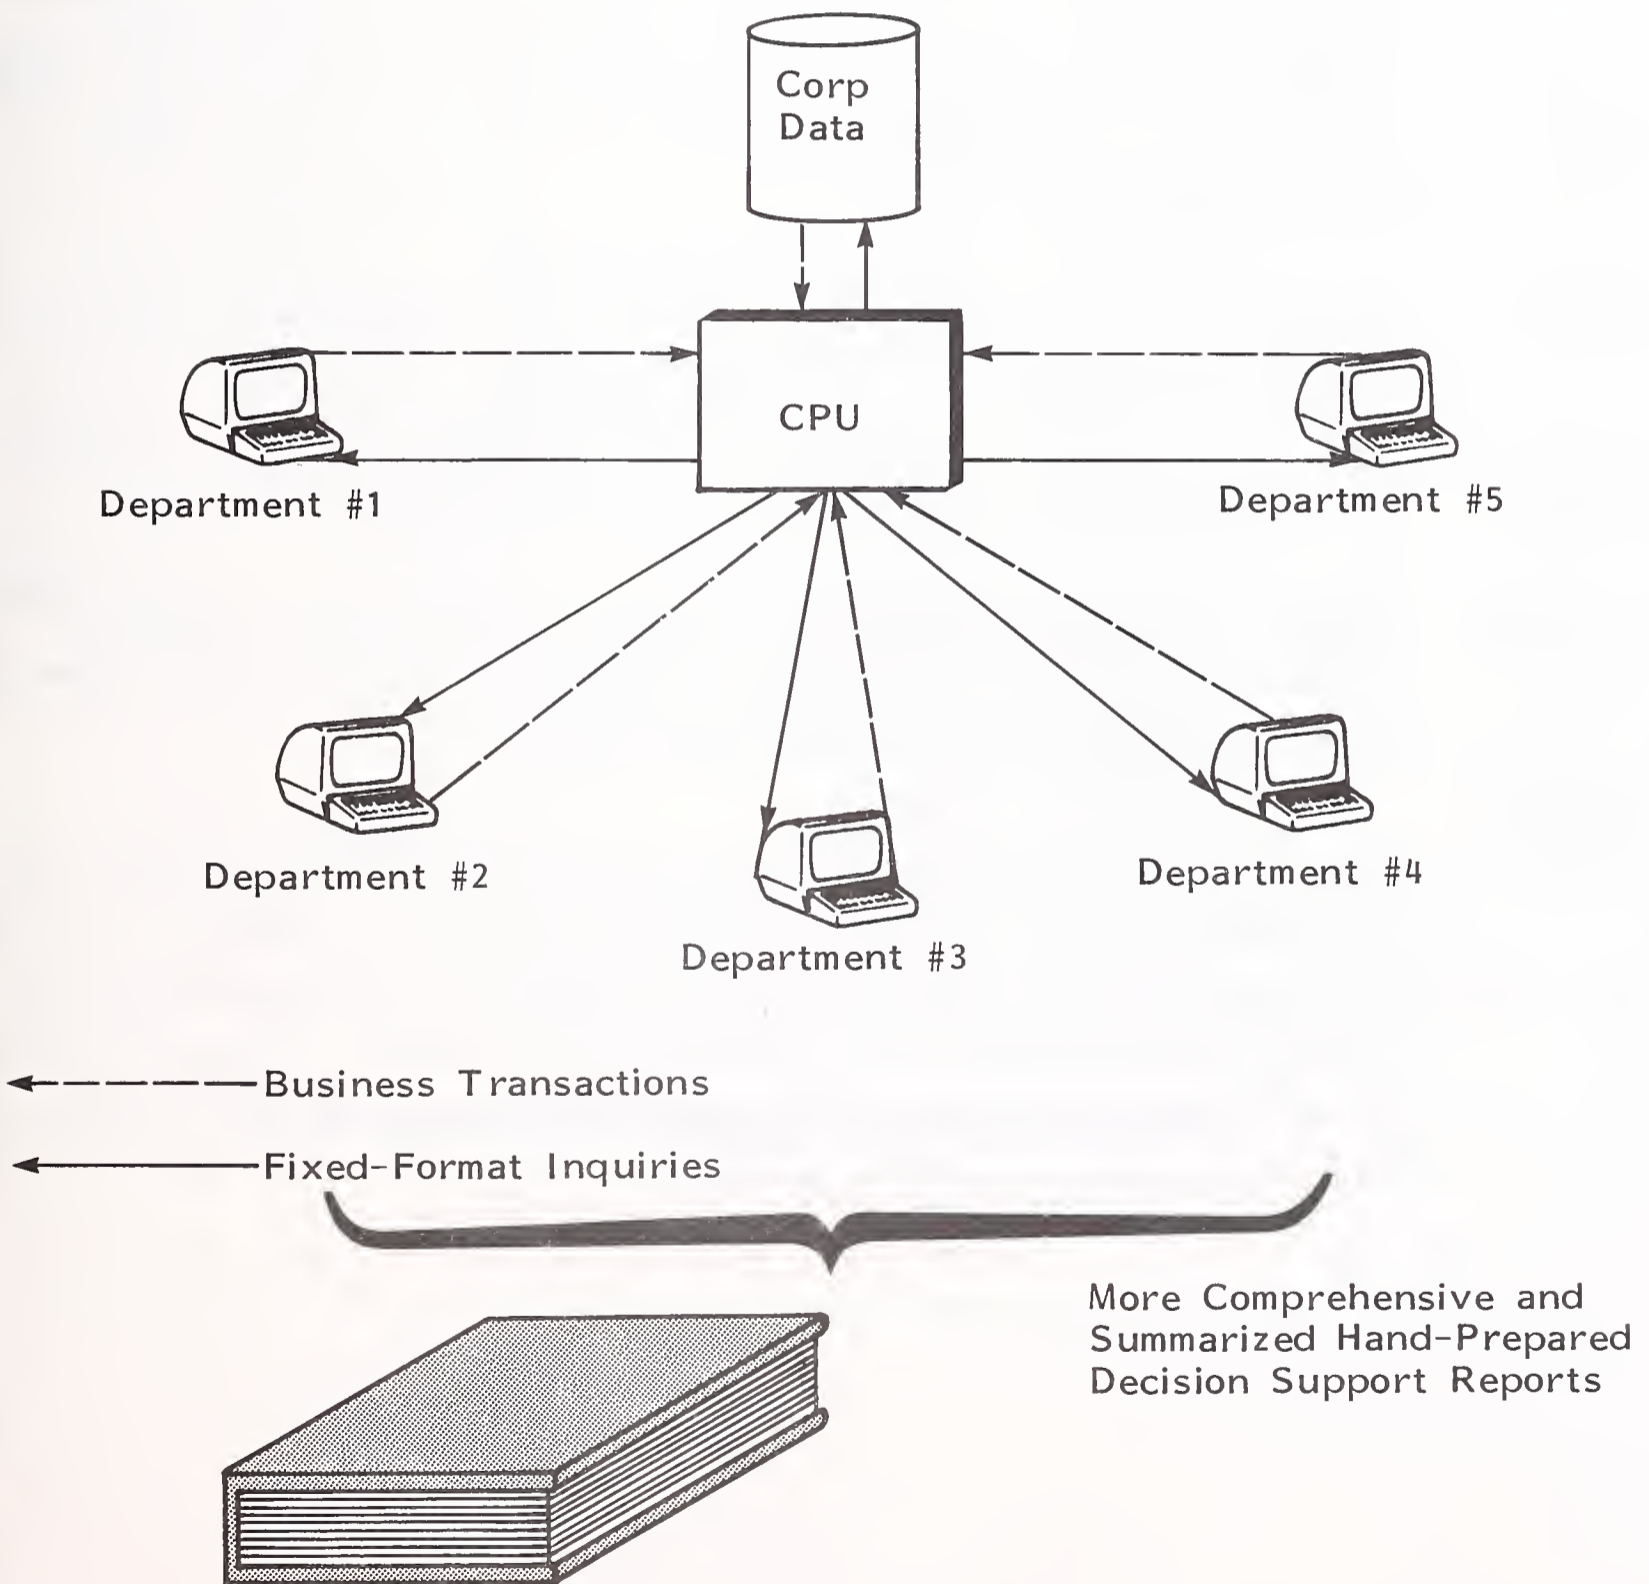 Corp
Data
CPU
Department #1
Department #5
Department #2
Department #4
Department #3
Business Transactions
Fixed-Format Inquiries
More Comprehensive and
Summarized Hand-Prepared
Decision Support Reports